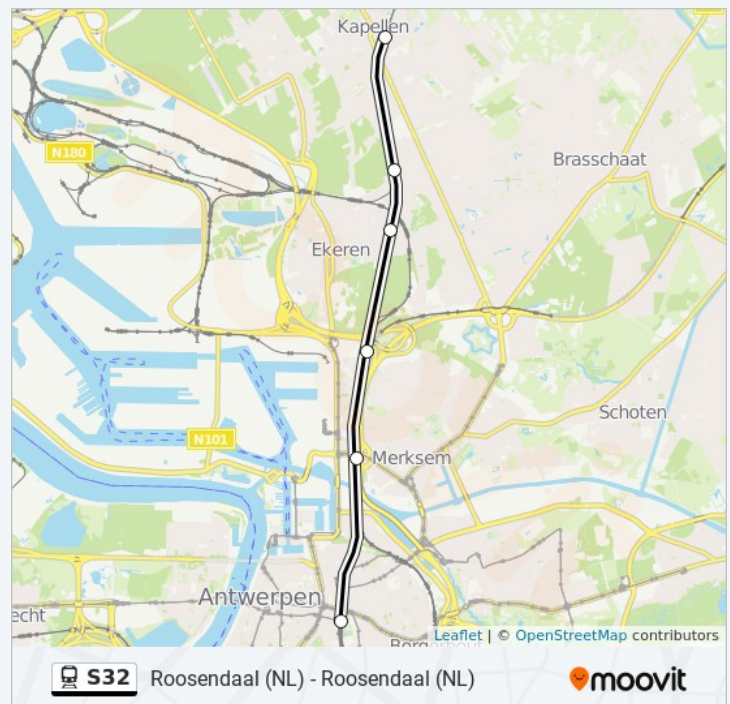 Kapellen
N180
Brasschaat
Ekeren
Schoten
N101
Merksem
Antwerpen
echt
Leaflet | © OpenStreetMap contributors
S32 Roosendaal (NL) - Roosendaal (NL) moovit